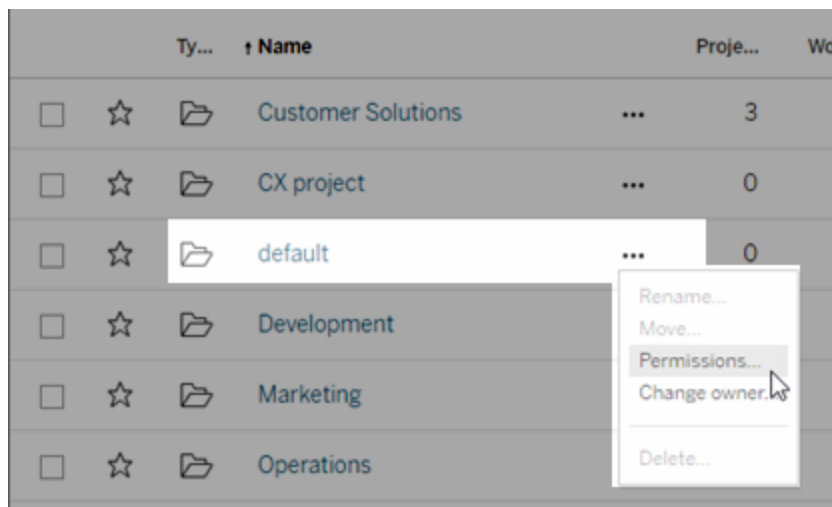 Ty... ↑ Name Proje... Wo
Customer Solutions ... 3
CX project ... 0
default ... 0
Development
Marketing
Operations
Rename...
Move...
Permissions...
Change owner...
Delete...